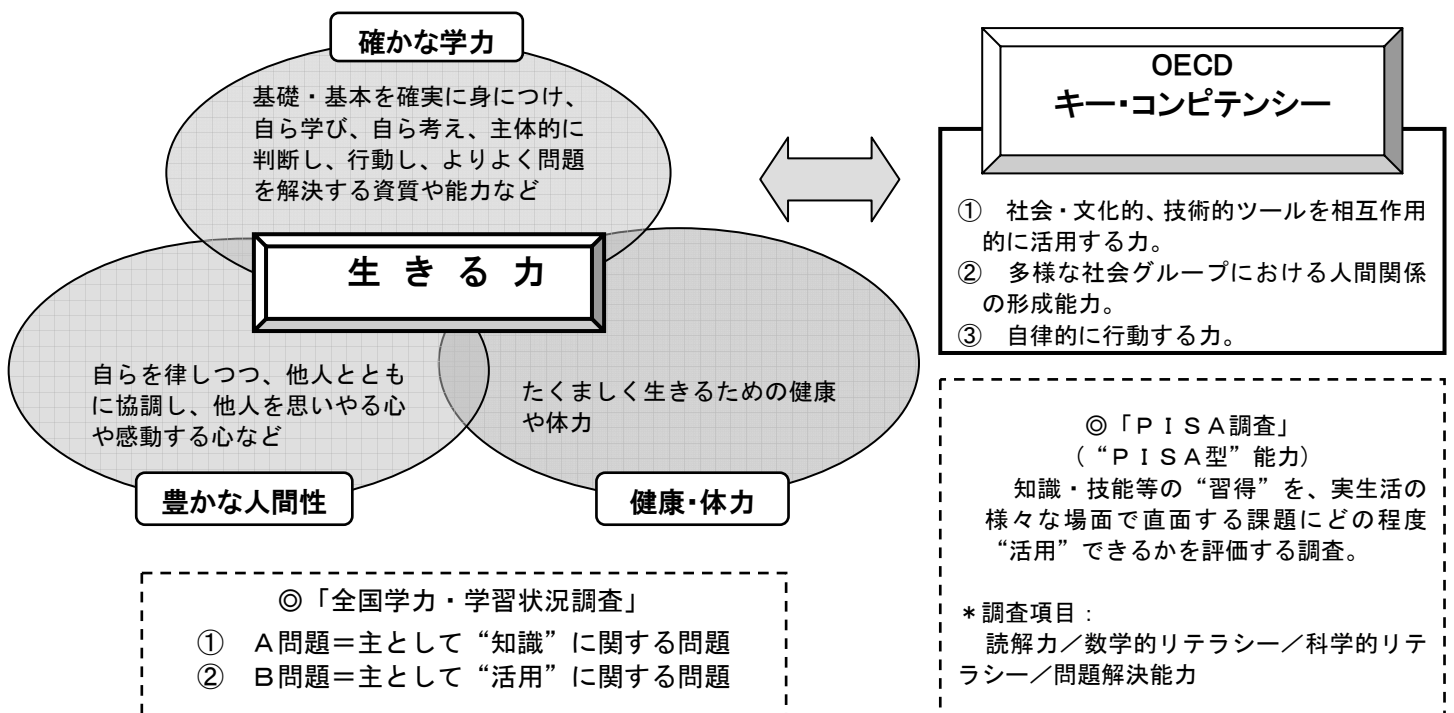 確かな学力
基礎・基本を確実に身につけ、
自ら学び、自ら考え、主体的に
判断し、行動し、よりよく問題
を解決する資質や能力など
生きる力
自らを律しつつ、他人ととも
に協調し、他人を思いやる心
や感動する心など
豊かな人間性
たくましく生きるための健康
や体力
健康・体力
OECD
キー・コンピテンシー
① 社会・文化的、技術的ツールを相互作用
的に活用する力。
② 多様な社会グループにおける人間関係
の形成能力。
③ 自律的に行動する力。
◎「全国学力・学習状況調査」
① A問題=主として“知識”に関する問題
② B問題=主として“活用”に関する問題
◎「PISA調査」
(“PISA型”能力)
知識・技能等の“習得”を、実生活の
様々な場面で直面する課題にどの程度
“活用”できるかを評価する調査。
*調査項目:
読解力/数学的リテラシー/科学的リテ
ラシー/問題解決能力